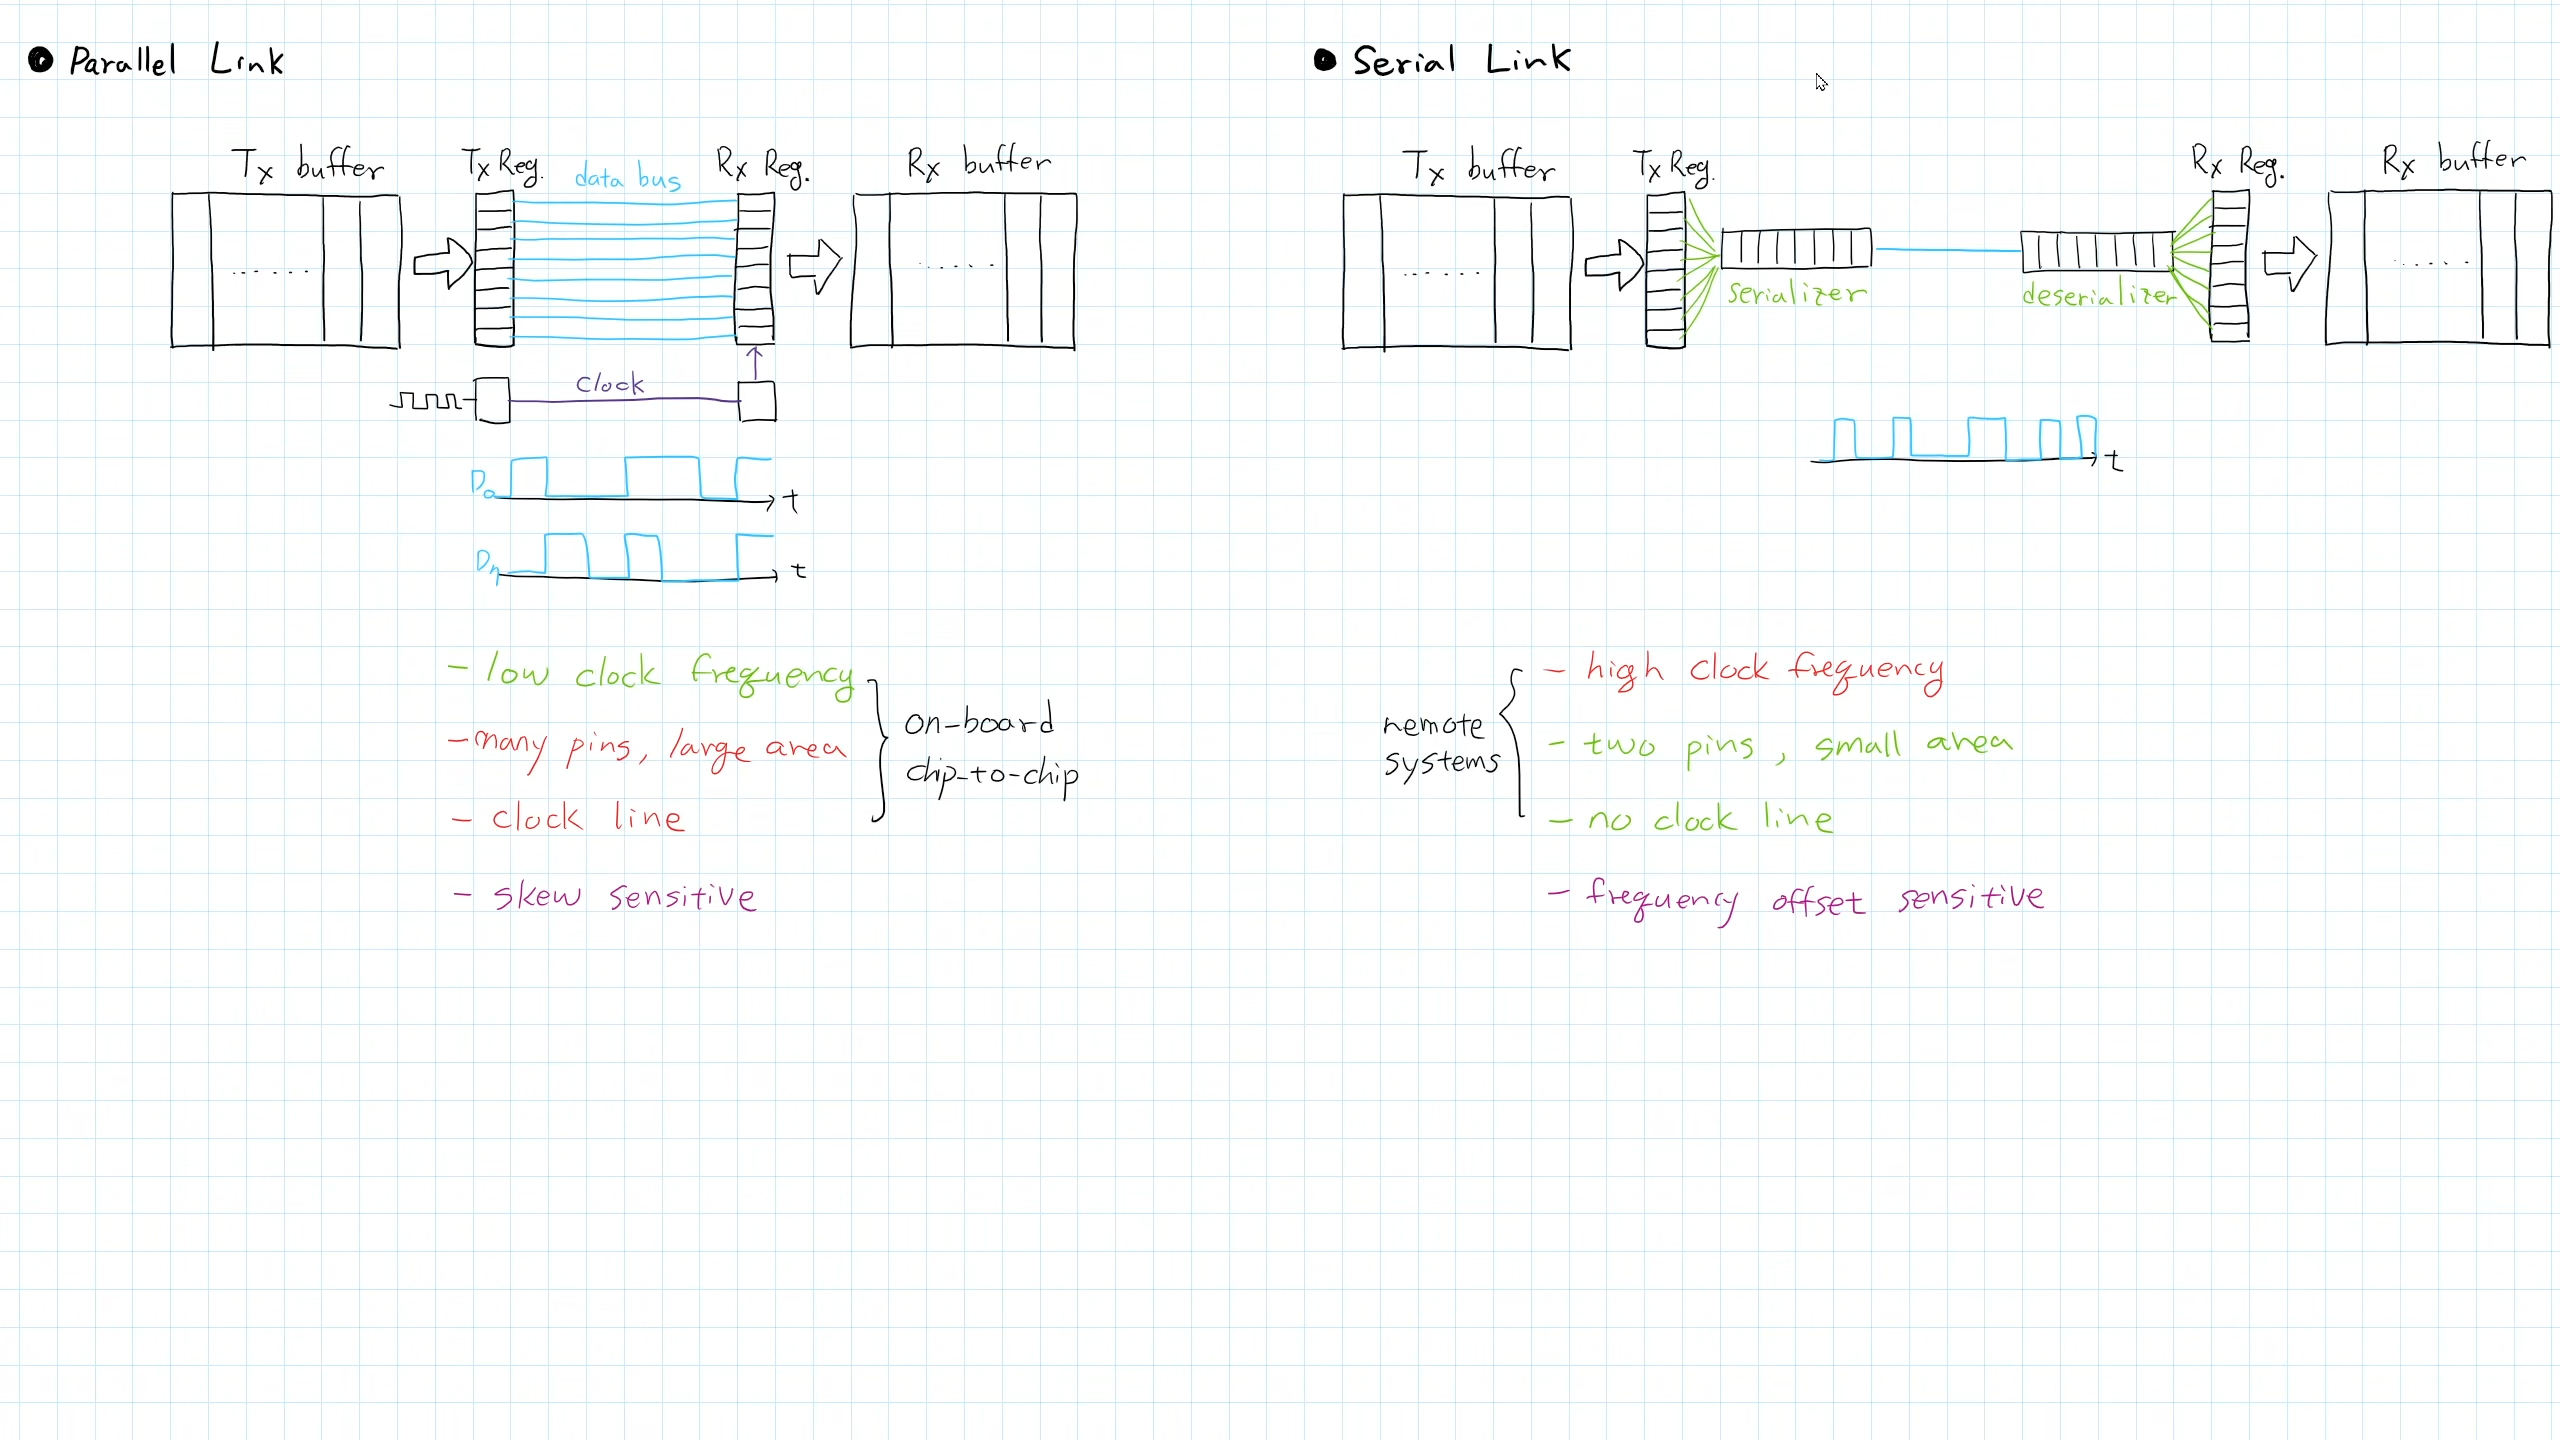 ● Parallel Link
Tx buffer
Tx Reg.
data bus
Rx Reg.
Rx buffer
Clock
D0
t
Dn
t
- low clock frequency
- many pins, large area
- clock line
- skew sensitive
on-board
chip-to-chip
● Serial Link
Tx buffer
Tx Reg.
serializer
deserializer
Rx Reg.
Rx buffer
t
remote
systems
- high clock frequency
- two pins, small area
- no clock line
- frequency offset sensitive